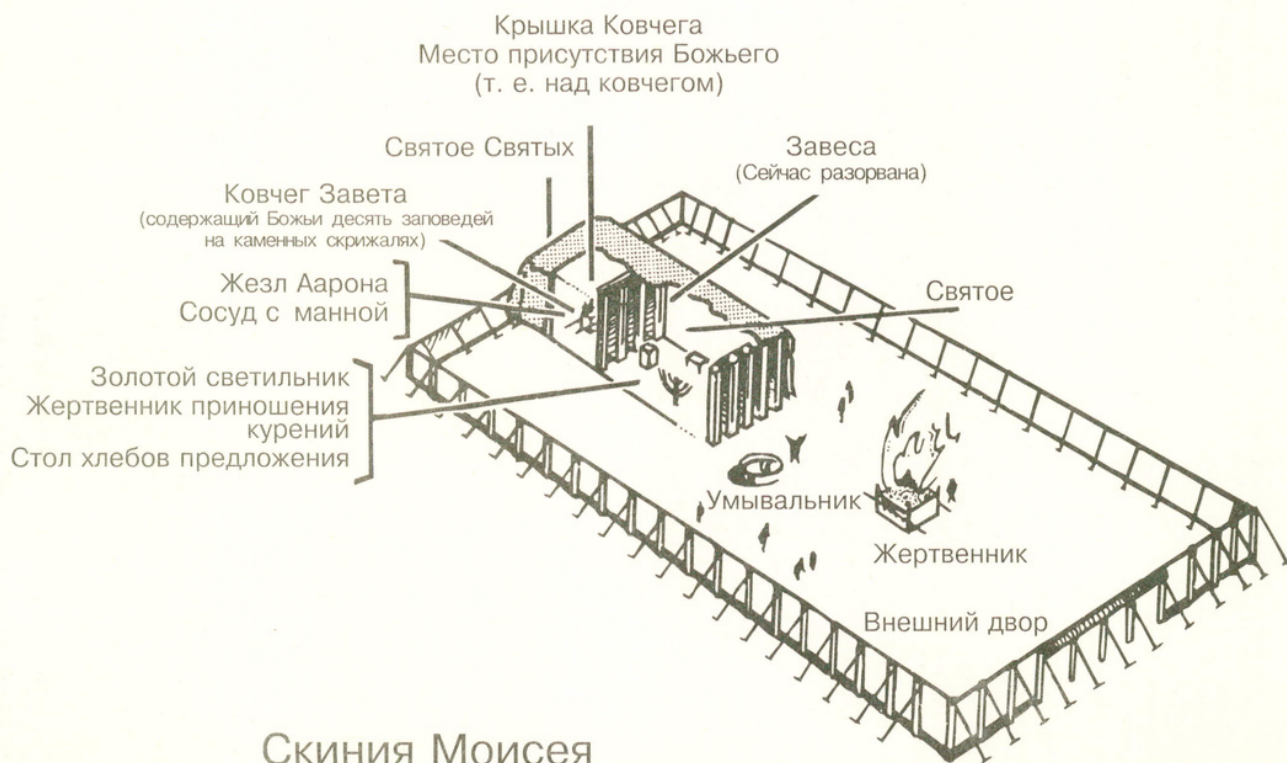 Крышка Ковчега
Место присутствия Божьего
(т. е. над ковчегом)
Святое Святых
Завеса
(Сейчас разорвана)
Ковчег Завета
(содержащий Божьи десять заповедей
на каменных скрижалях)
Жезл Аарона
Сосуд с манной
Святое
Золотой светильник
Жертвенник приношения
курений
Стол хлебов предложения
Умывальник
Жертвенник
Внешний двор
Скиния Моисея